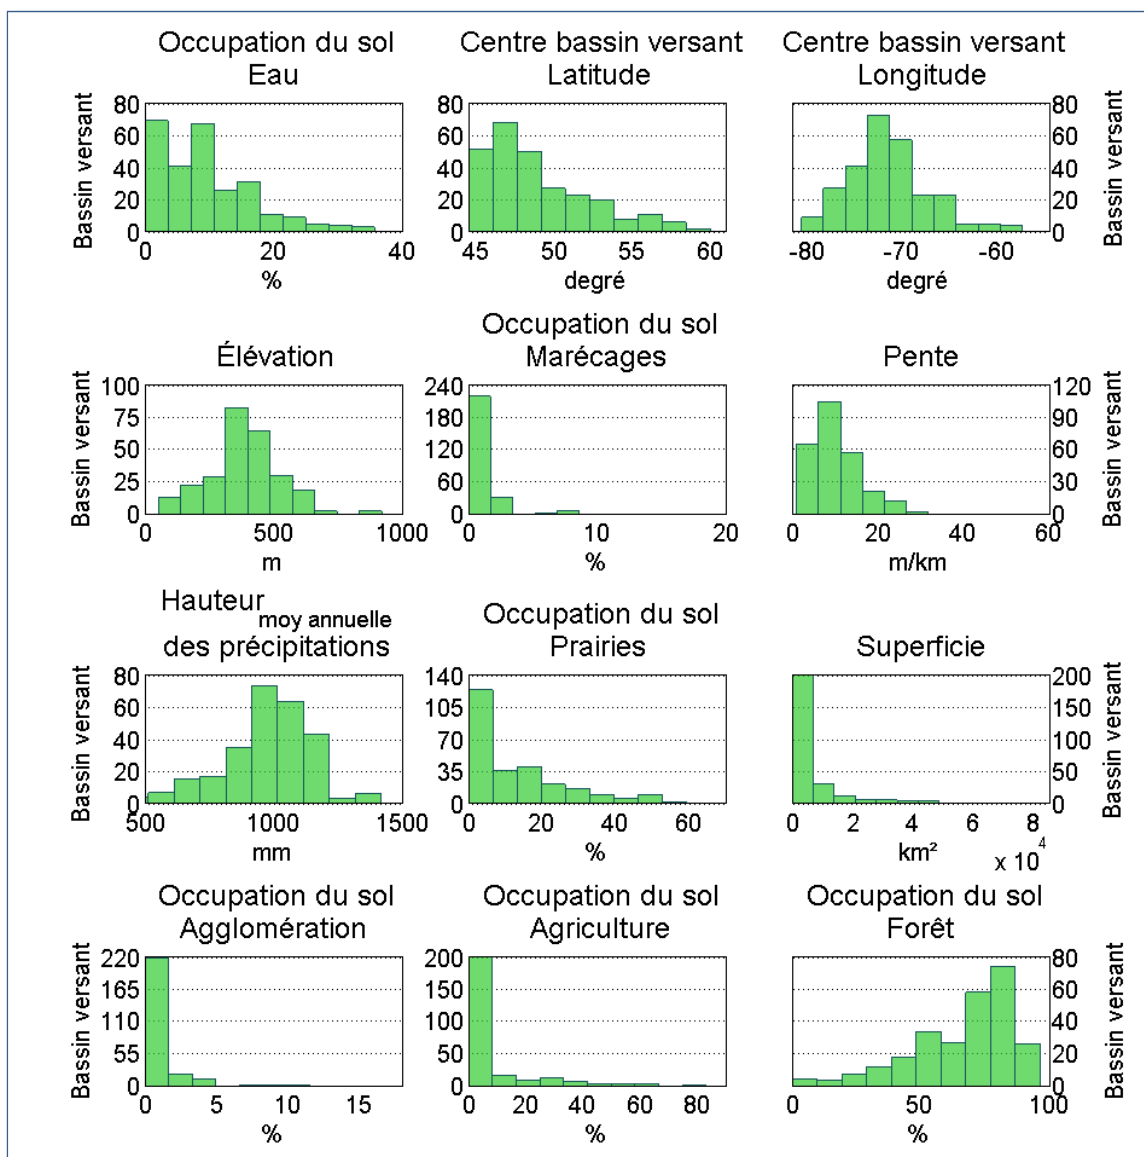 Occupation du sol
Eau
Centre bassin versant
Latitude
Centre bassin versant
Longitude
Bassin versant
80
60
40
20
0
0 20 40
%
80
60
40
20
0
45 50 55 60
degré
80
60
40
20
0
Bassin versant
-80 -70 -60
degré
Élévation
Occupation du sol
Marécages
Pente
Bassin versant
100
75
50
25
0
0 500 1000
m
240
180
120
60
0
0 10 20
%
120
90
60
30
0
Bassin versant
0 20 40 60
m/km
Hauteur moy annuelle
des précipitations
Occupation du sol
Prairies
Superficie
Bassin versant
80
60
40
20
0
500 1000 1500
mm
140
105
70
35
0
0 20 40 60
%
200
150
100
50
0
Bassin versant
0 2 4 6 8
km²
x 10⁴
Occupation du sol
Agglomération
Occupation du sol
Agriculture
Occupation du sol
Forêt
Bassin versant
220
165
110
55
0
0 5 10 15
%
200
150
100
50
0
0 20 40 60 80
%
80
60
40
20
0
Bassin versant
0 50 100
%